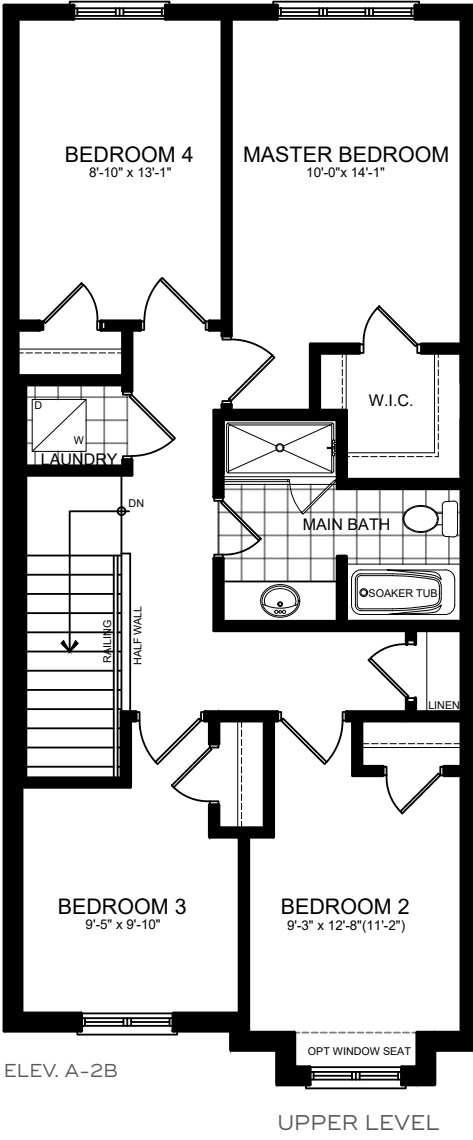 BEDROOM 4
8'-10" x 13'-1"
MASTER BEDROOM
10'-0"x 14'-1"
W.I.C.
D
W
LAUNDRY
DN
MAIN BATH
SOAKER TUB
RAILING
HALF WALL
LINEN
BEDROOM 3
9'-5" x 9'-10"
BEDROOM 2
9'-3" x 12'-8"(11'-2")
OPT WINDOW SEAT
ELEV. A-2B
UPPER LEVEL